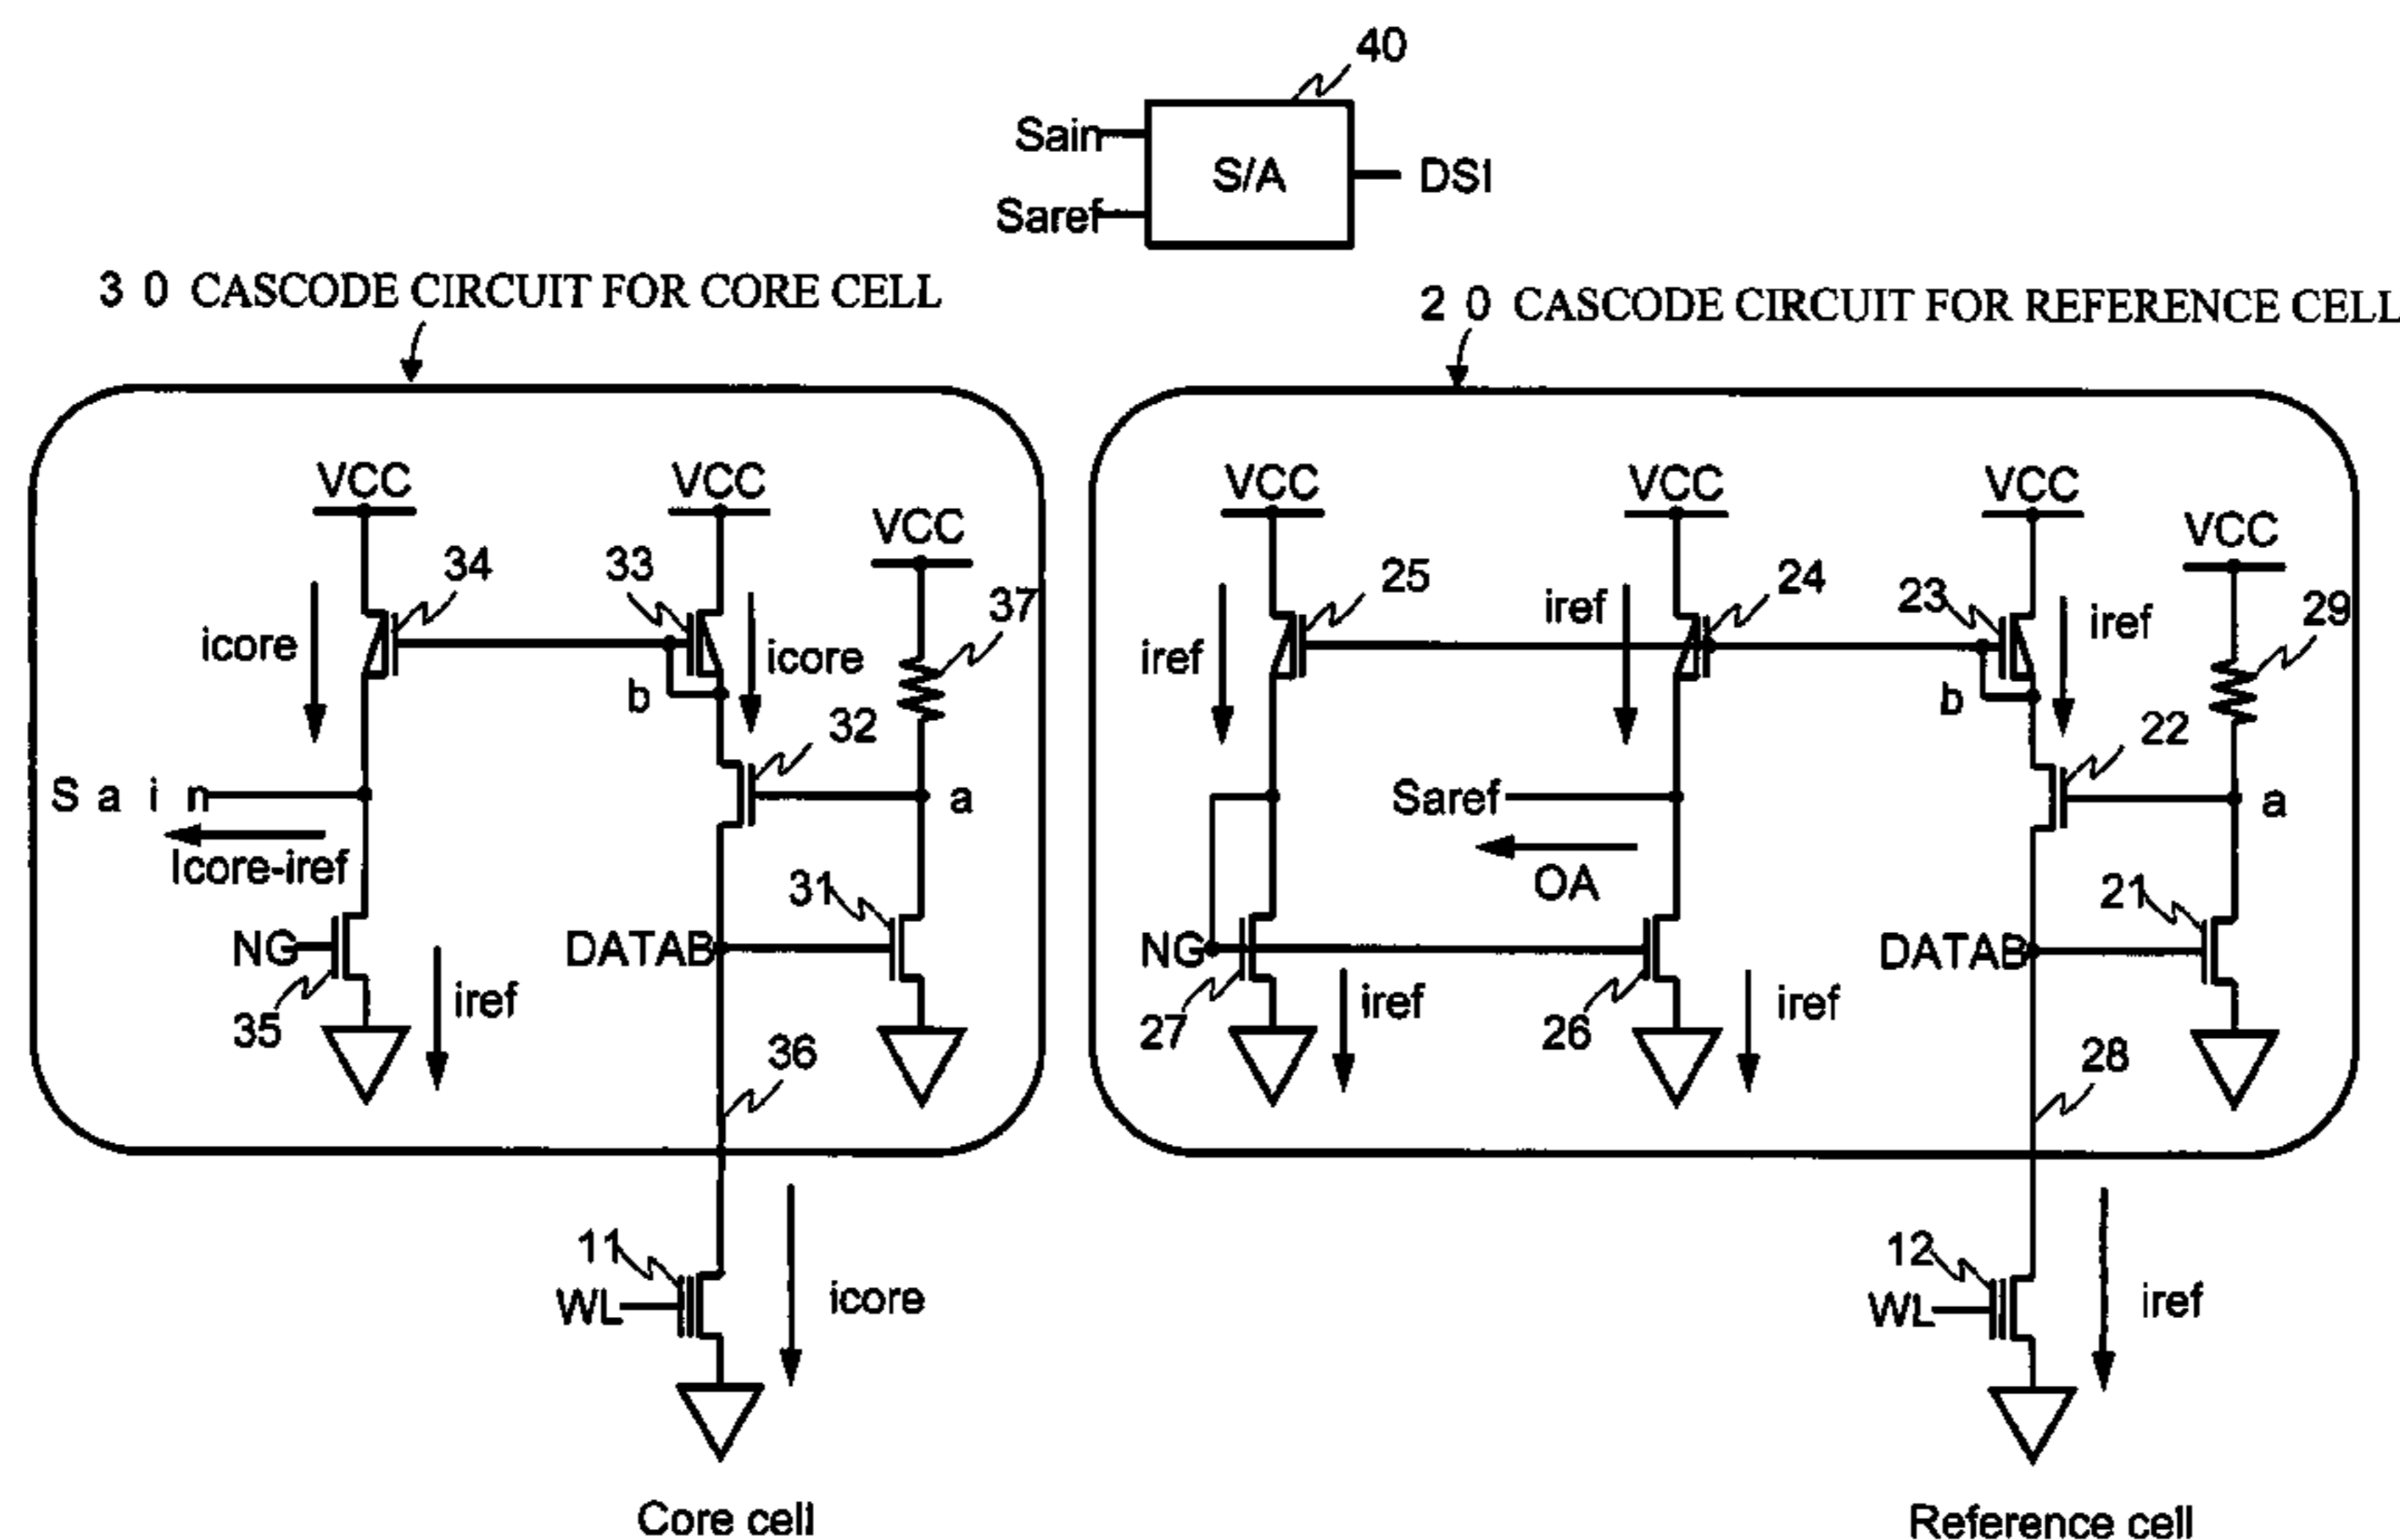 40
Sain
S/A
DSI
Saref
3 0 CASCODE CIRCUIT FOR CORE CELL
2 0 CASCODE CIRCUIT FOR REFERENCE CELL
VCC
VCC
VCC
34
33
37
icore
icore
b
32
S a i n
a
Icore-iref
31
NG
DATAB
iref
35
36
VCC
VCC
VCC
VCC
25
24
23
29
iref
iref
iref
b
22
Saref
a
OA
21
NG
DATAB
iref
iref
27
26
28
11
WL
icore
Core cell
12
WL
iref
Reference cell